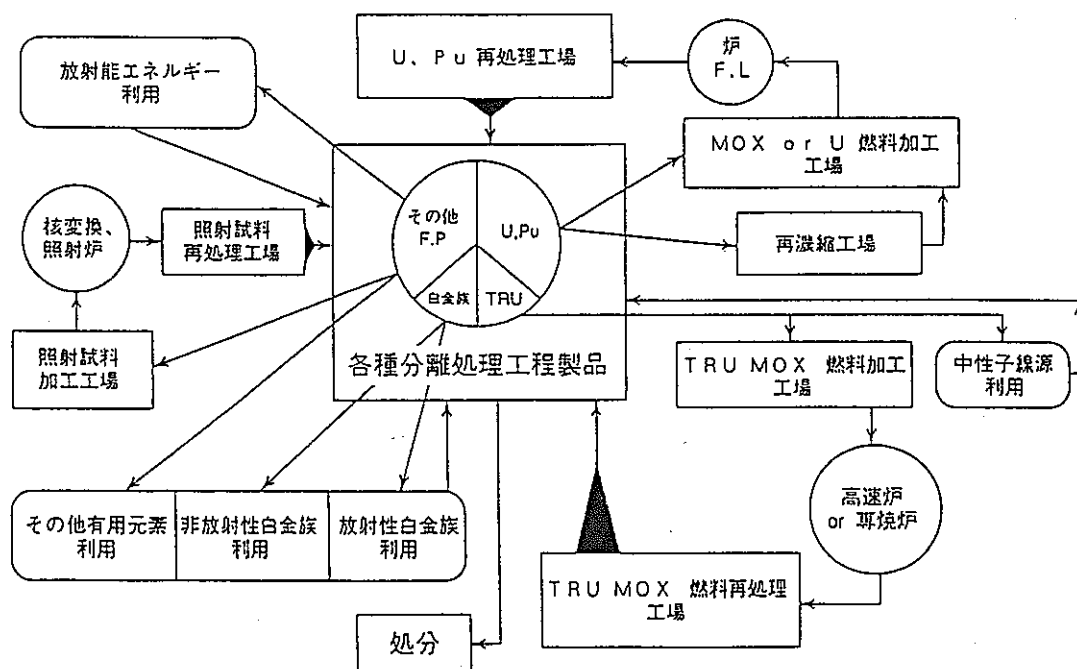 U、Pu 再処理工場
炉
F.L
放射能エネルギー
利用
MOX or U 燃料加工
工場
その他
F.P
U.Pu
核変換、
照射炉
照射試料
再処理工場
再濃縮工場
白金族
TRU
照射試料
加工工場
各種分離処理工程製品
TRU MOX 燃料加工
工場
中性子線源
利用
高速炉
or 専焼炉
その他有用元素
利用
非放射性白金族
利用
放射性白金族
利用
TRU MOX 燃料再処理
工場
処分